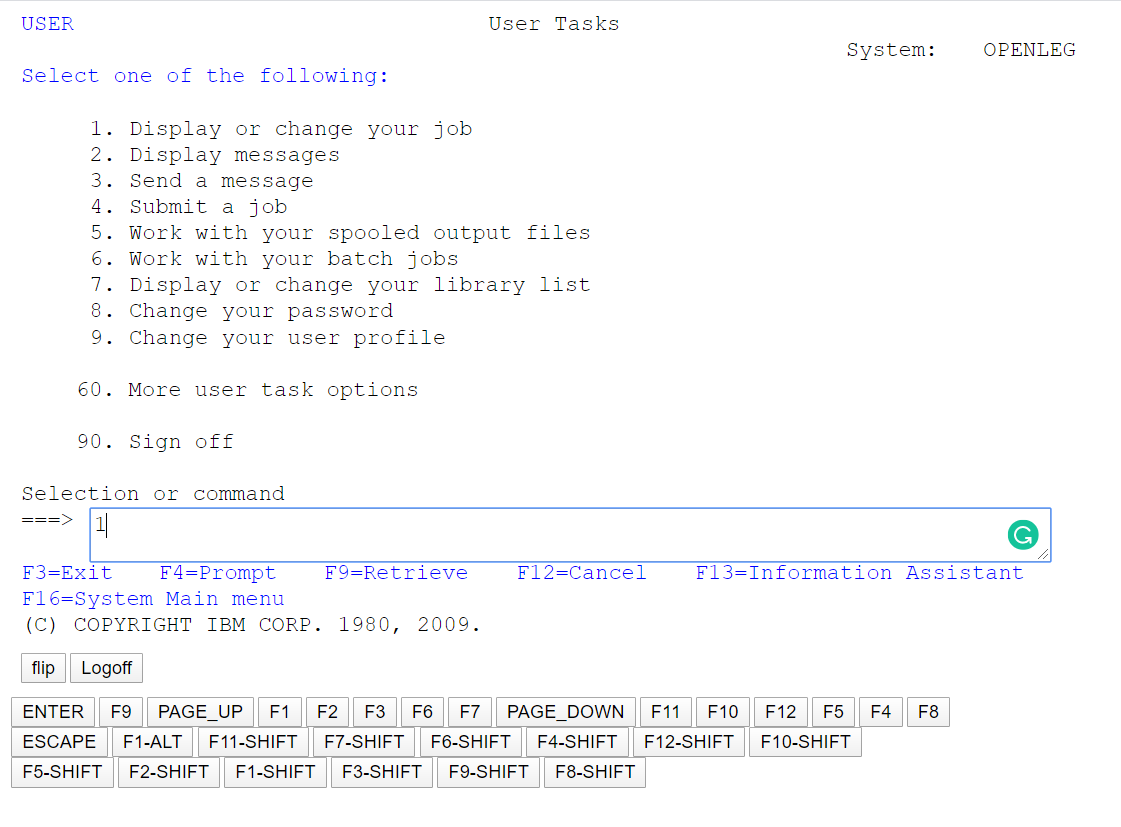 USER User Tasks
System: OPENLEG
Select one of the following:
1. Display or change your job
2. Display messages
3. Send a message
4. Submit a job
5. Work with your spooled output files
6. Work with your batch jobs
7. Display or change your library list
8. Change your password
9. Change your user profile
60. More user task options
90. Sign off
Selection or command
===> 1
F3=Exit F4=Prompt F9=Retrieve F12=Cancel F13=Information Assistant
F16=System Main menu
(C) COPYRIGHT IBM CORP. 1980, 2009.
flip Logoff
ENTER F9 PAGE_UP F1 F2 F3 F6 F7 PAGE_DOWN F11 F10 F12 F5 F4 F8
ESCAPE F1-ALT F11-SHIFT F7-SHIFT F6-SHIFT F4-SHIFT F12-SHIFT F10-SHIFT
F5-SHIFT F2-SHIFT F1-SHIFT F3-SHIFT F9-SHIFT F8-SHIFT